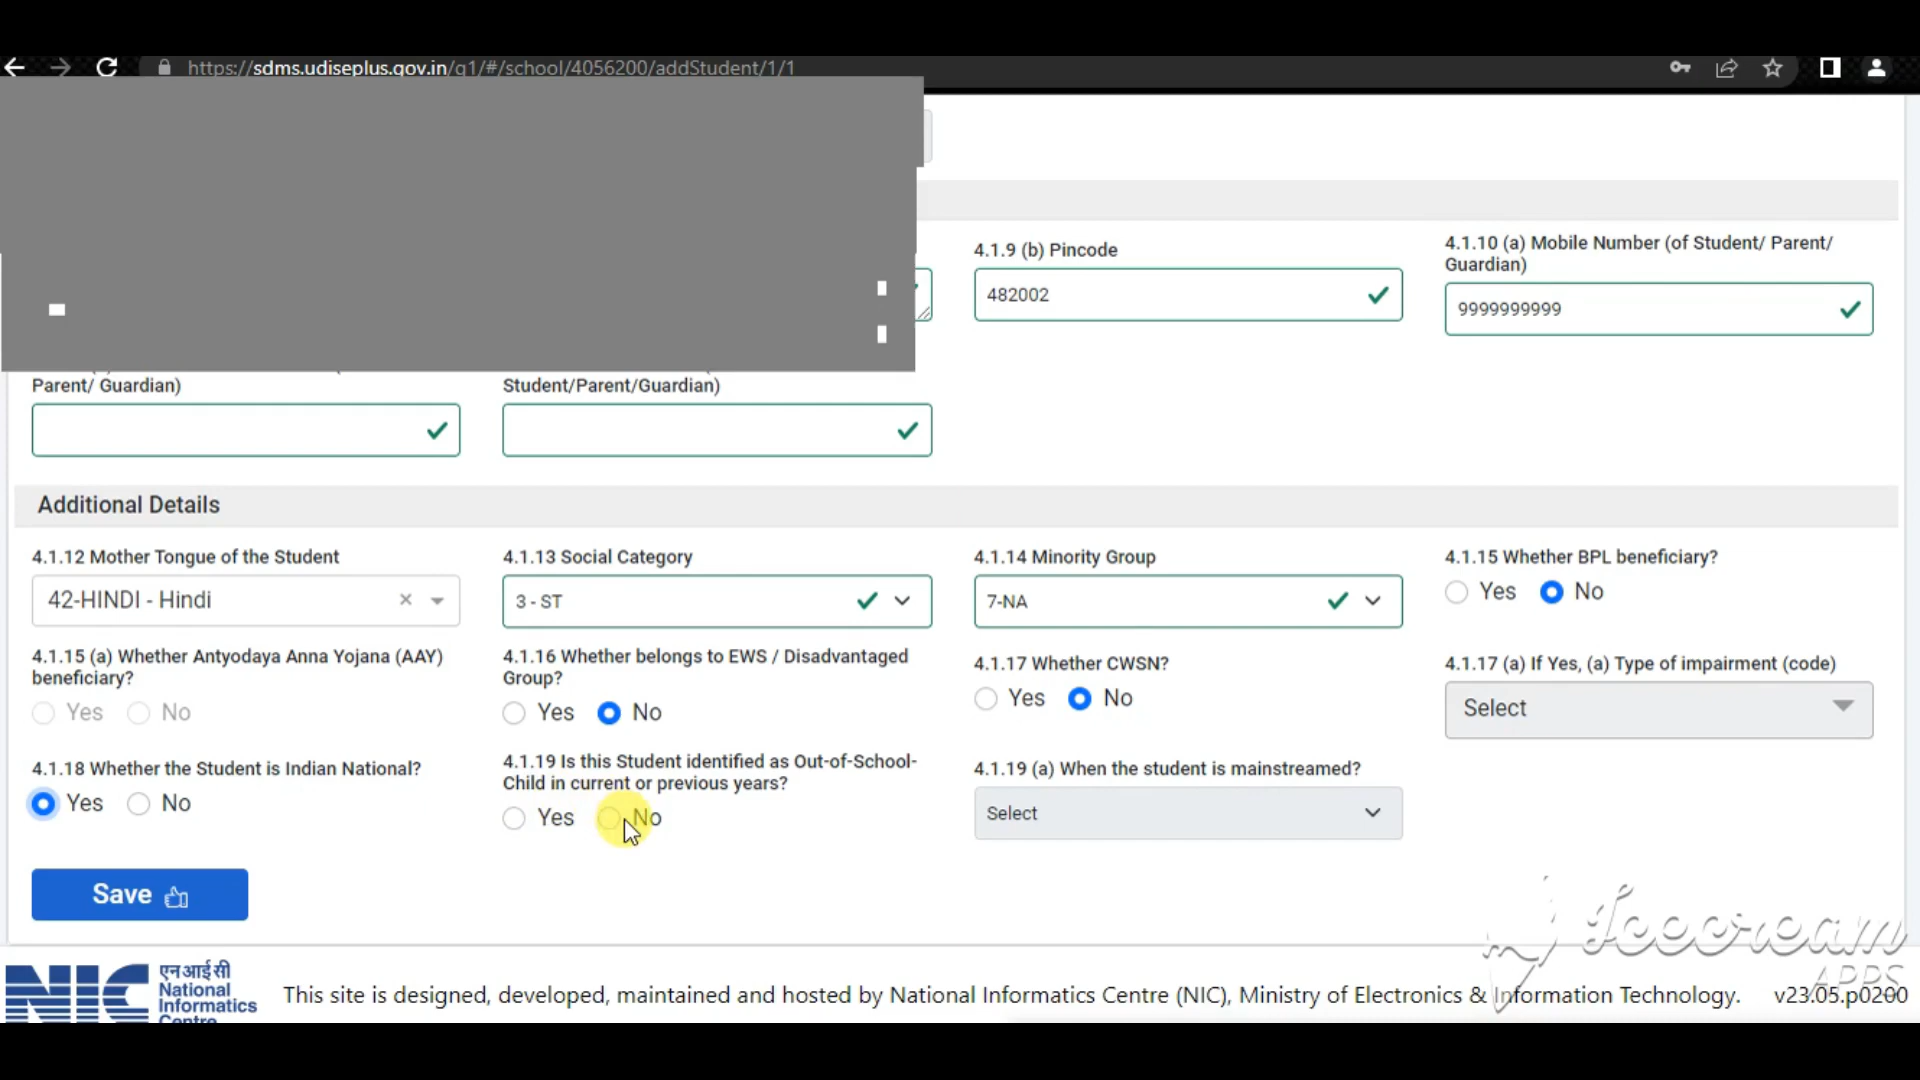 https://sdms.udiseplus.gov.in/g1/#/school/4056200/addStudent/1/1
4.1.9 (b) Pincode
4.1.10 (a) Mobile Number (of Student/ Parent/
Guardian)
482002
9999999999
Parent/ Guardian)
Student/Parent/Guardian)
Additional Details
4.1.12 Mother Tongue of the Student
4.1.13 Social Category
4.1.14 Minority Group
4.1.15 Whether BPL beneficiary?
42-HINDI - Hindi
3 - ST
7-NA
Yes No
4.1.15 (a) Whether Antyodaya Anna Yojana (AAY)
beneficiary?
4.1.16 Whether belongs to EWS / Disadvantaged
Group?
4.1.17 Whether CWSN?
4.1.17 (a) If Yes, (a) Type of impairment (code)
Yes No
Yes No
Yes No
Select
4.1.18 Whether the Student is Indian National?
4.1.19 Is this Student identified as Out-of-School-
Child in current or previous years?
4.1.19 (a) When the student is mainstreamed?
Yes No
Yes No
Select
Save
Icecream
APPS
NIC
एन आई सी
National
Informatics
Centre
This site is designed, developed, maintained and hosted by National Informatics Centre (NIC), Ministry of Electronics & Information Technology.
v23.05.p0200